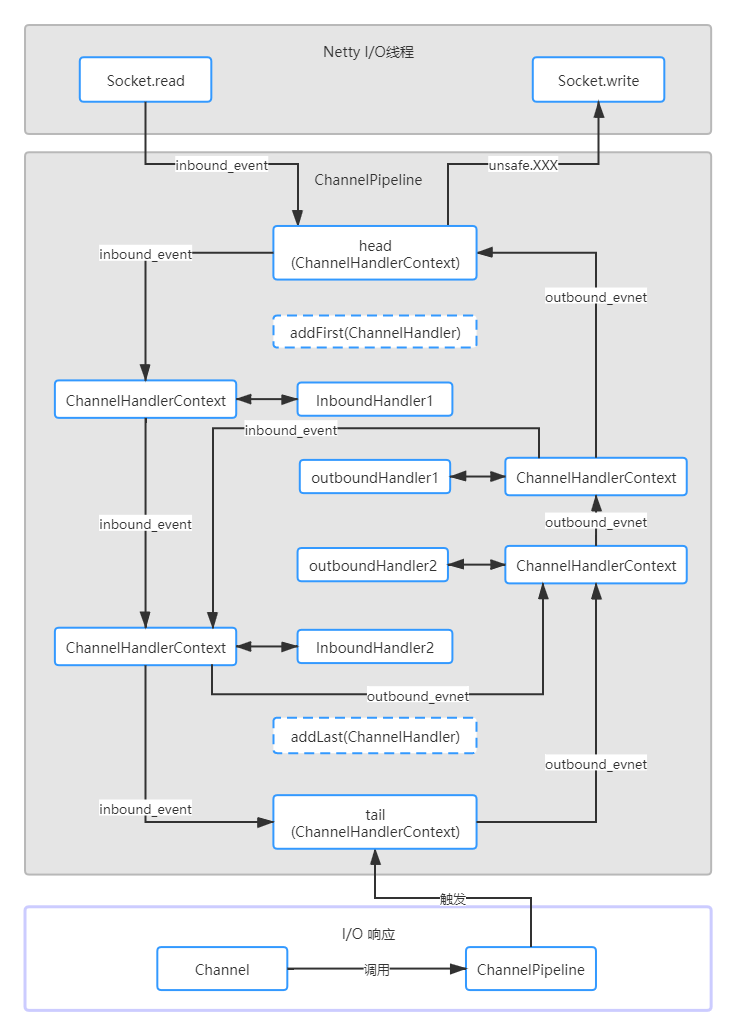 Netty I/O线程
Socket.read
Socket.write
inbound_event
unsafe.XXX
ChannelPipeline
head
(ChannelHandlerContext)
inbound_event
outbound_evnet
addFirst(ChannelHandler)
ChannelHandlerContext
InboundHandler1
inbound_event
outboundHandler1
ChannelHandlerContext
inbound_event
outbound_evnet
outboundHandler2
ChannelHandlerContext
ChannelHandlerContext
InboundHandler2
outbound_evnet
addLast(ChannelHandler)
outbound_evnet
inbound_event
tail
(ChannelHandlerContext)
触发
I/O 响应
Channel
调用
ChannelPipeline